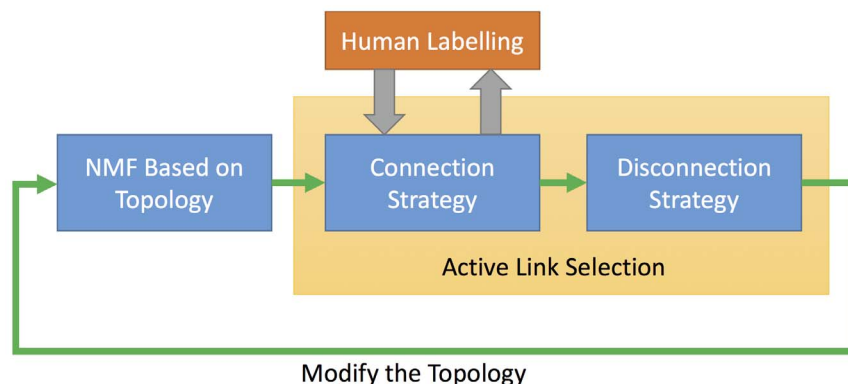 Human Labelling
NMF Based on
Topology
Connection
Strategy
Disconnection
Strategy
Active Link Selection
Modify the Topology